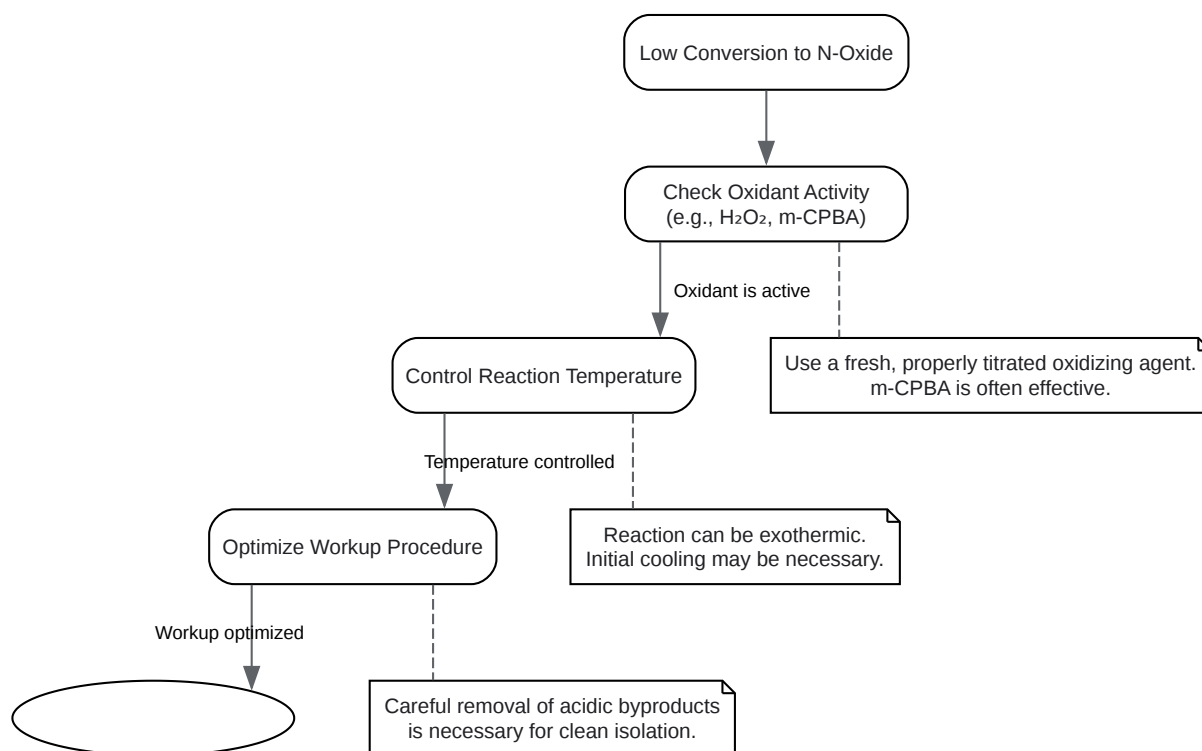 Low Conversion to N-Oxide
Check Oxidant Activity
(e.g., H₂O₂, m-CPBA)
Oxidant is active
Use a fresh, properly titrated oxidizing agent.
m-CPBA is often effective.
Control Reaction Temperature
Temperature controlled
Reaction can be exothermic.
Initial cooling may be necessary.
Optimize Workup Procedure
Workup optimized
Careful removal of acidic byproducts
is necessary for clean isolation.